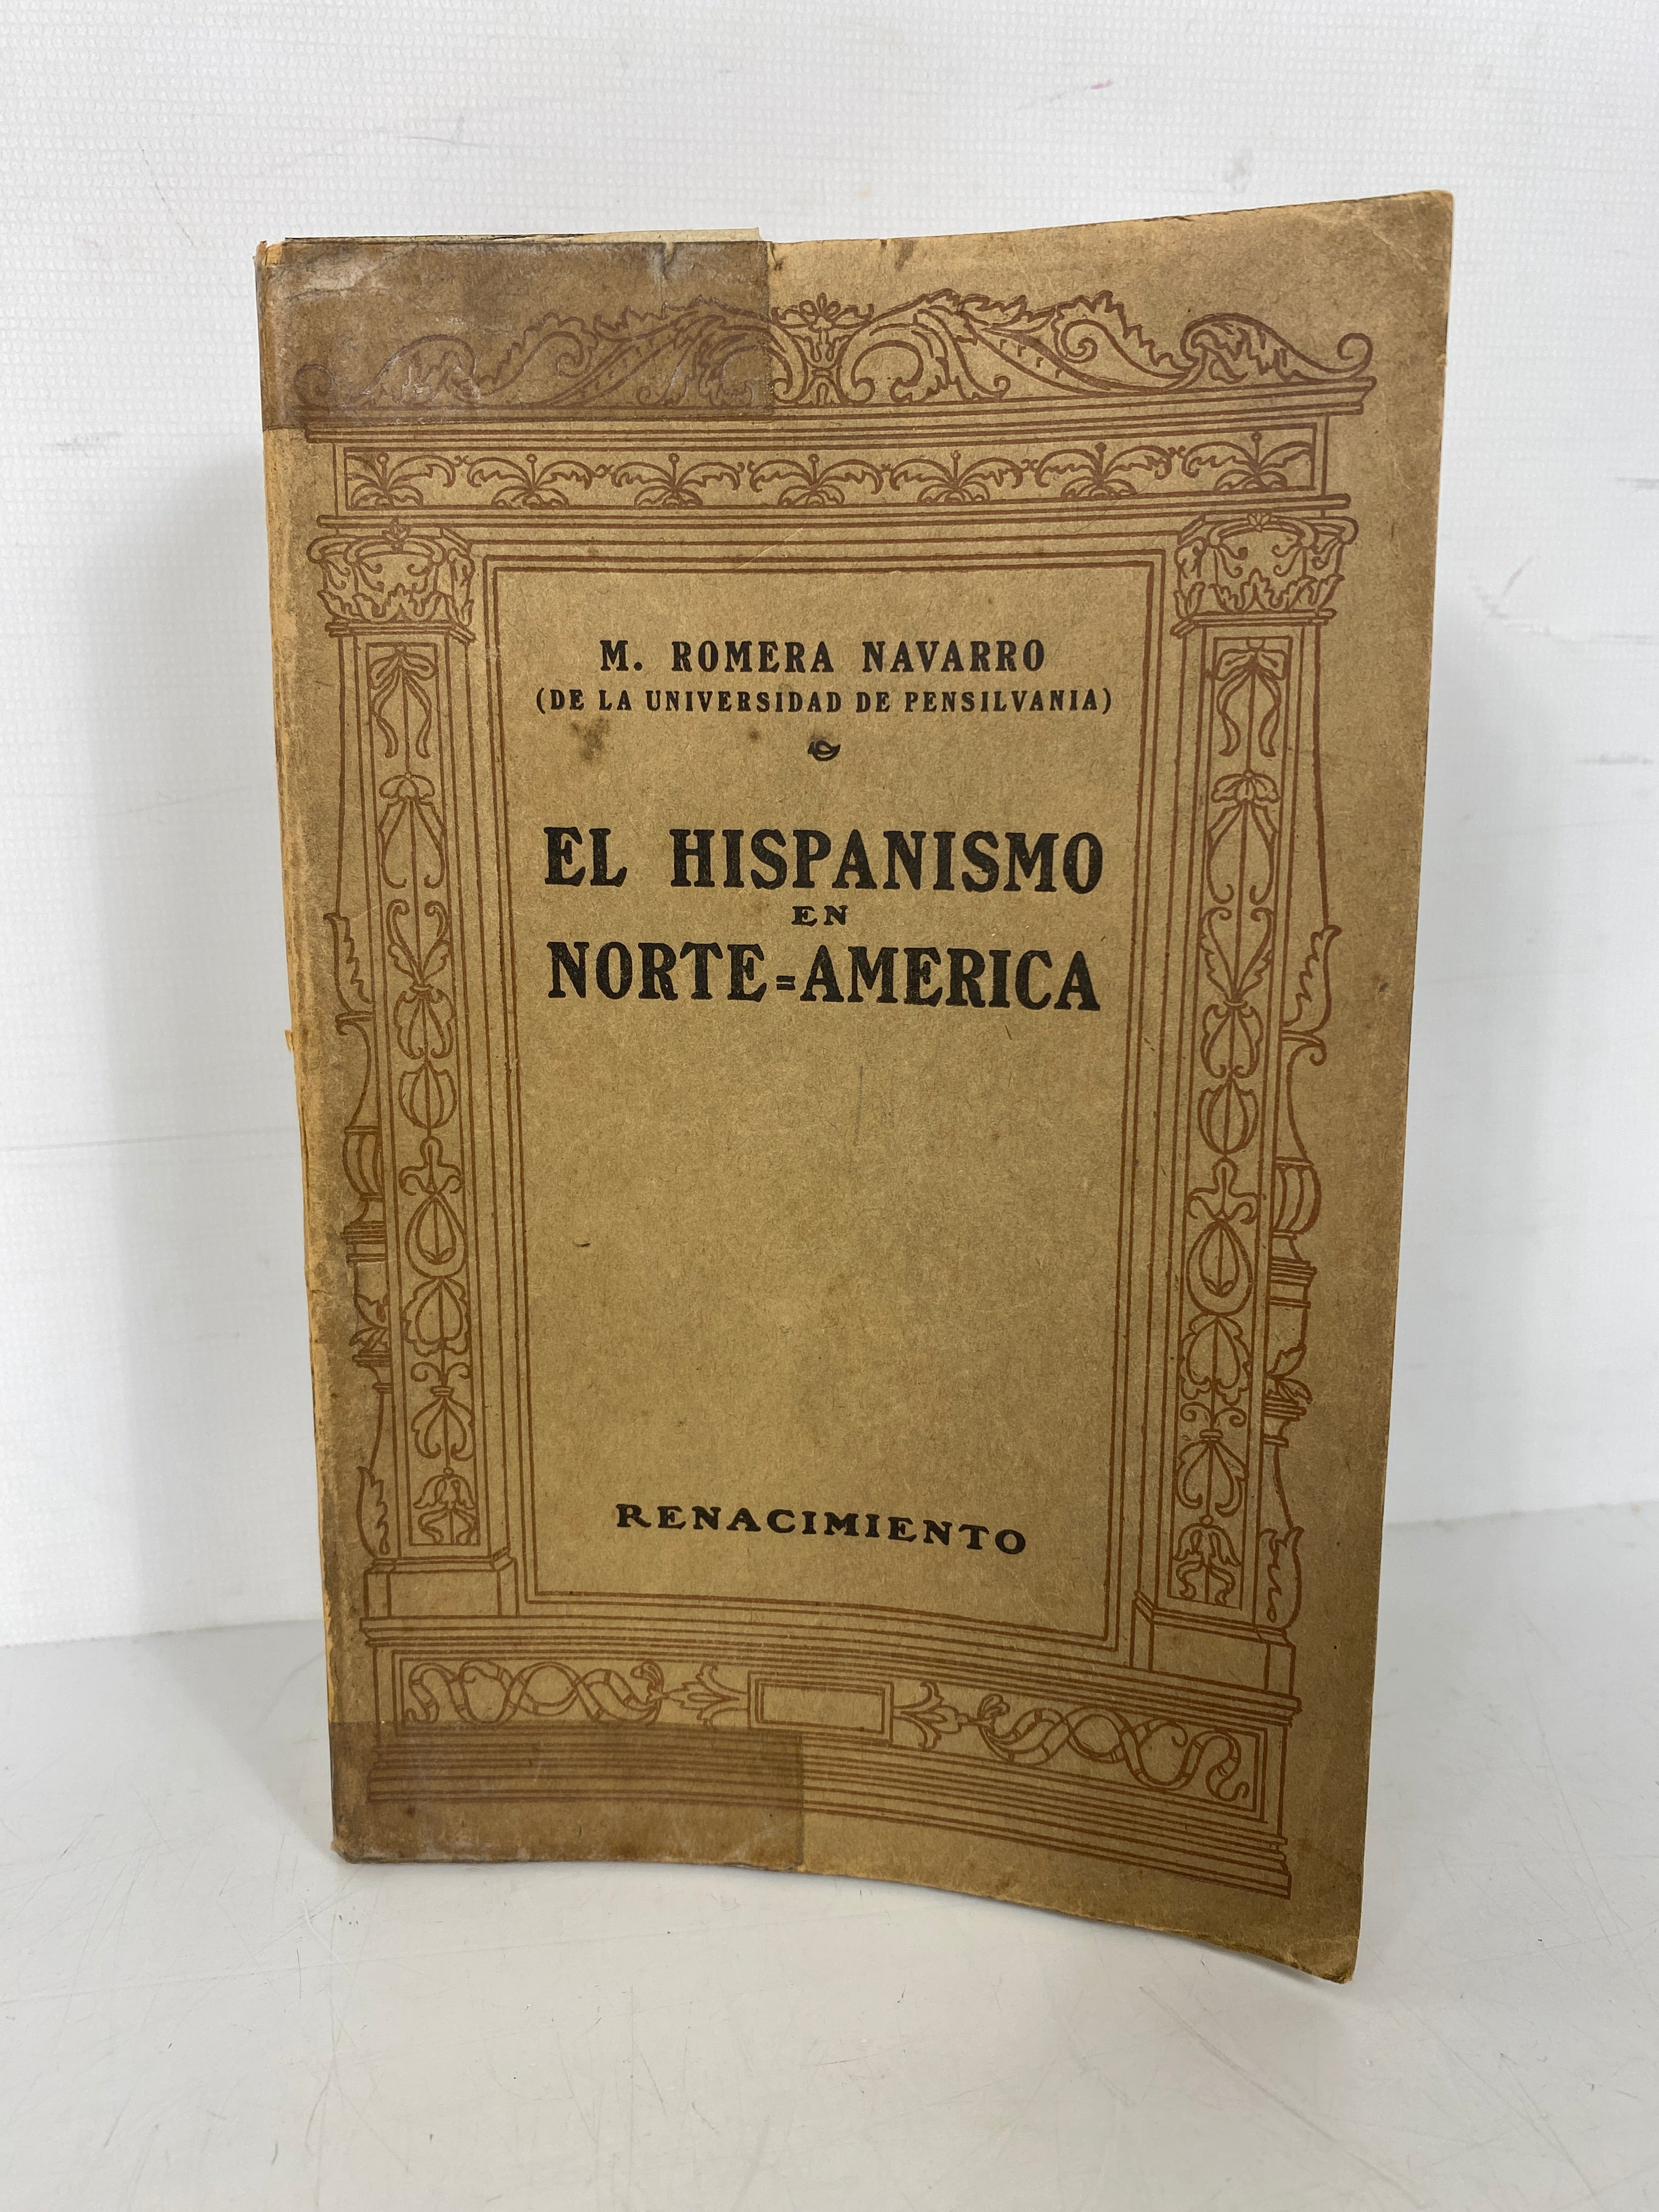 M. ROMERA NAVARRO
(DE LA UNIVERSIDAD DE PENSILVANIA)
EL HISPANISMO
EN
NORTE=AMERICA
RENACIMIENTO